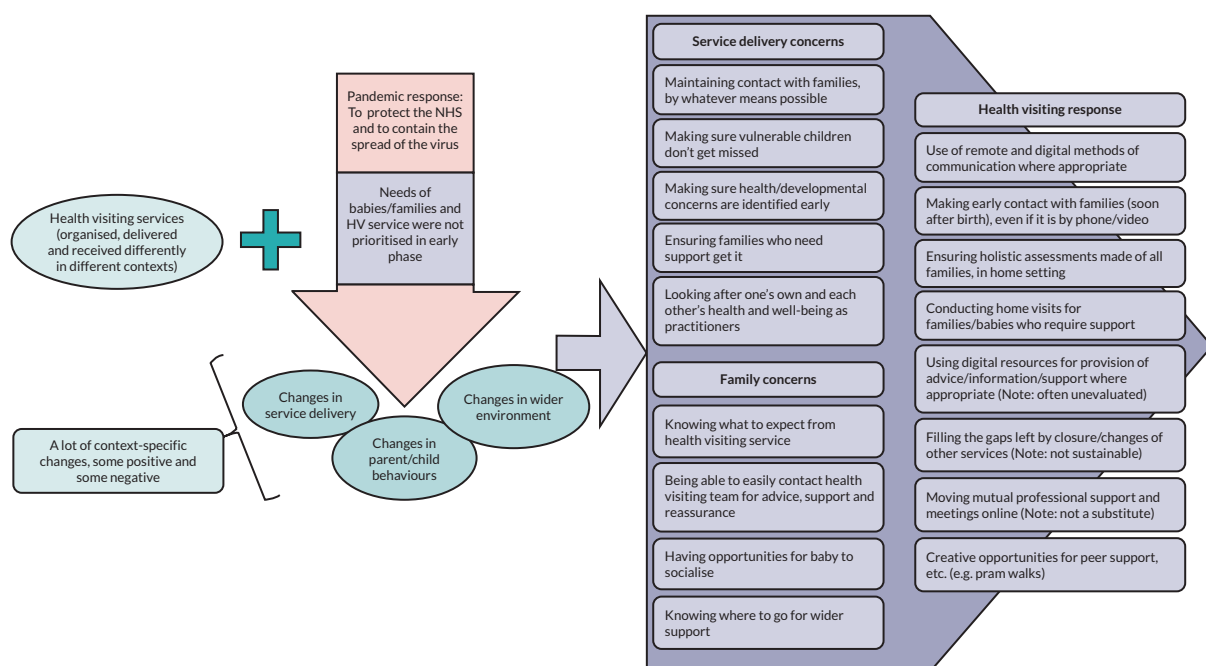 Health visiting services
(organised, delivered
and received differently
in different contexts)
Pandemic response:
To protect the NHS
and to contain the
spread of the virus
Needs of
babies/families and
HV service were not
prioritised in early
phase
A lot of context-specific
changes, some positive and
some negative
Changes in
service delivery
Changes in
parent/child
behaviours
Changes in wider
environment
Service delivery concerns
Maintaining contact with families,
by whatever means possible
Making sure vulnerable children
don’t get missed
Making sure health/developmental
concerns are identified early
Ensuring families who need
support get it
Looking after one’s own and each
other’s health and well-being as
practitioners
Family concerns
Knowing what to expect from
health visiting service
Being able to easily contact health
visiting team for advice, support and
reassurance
Having opportunities for baby to
socialise
Knowing where to go for wider
support
Health visiting response
Use of remote and digital methods of
communication where appropriate
Making early contact with families (soon
after birth), even if it is by phone/video
Ensuring holistic assessments made of all
families, in home setting
Conducting home visits for
families/babies who require support
Using digital resources for provision of
advice/information/support where
appropriate (Note: often unevaluated)
Filling the gaps left by closure/changes of
other services (Note: not sustainable)
Moving mutual professional support and
meetings online (Note: not a substitute)
Creative opportunities for peer support,
etc. (e.g. pram walks)